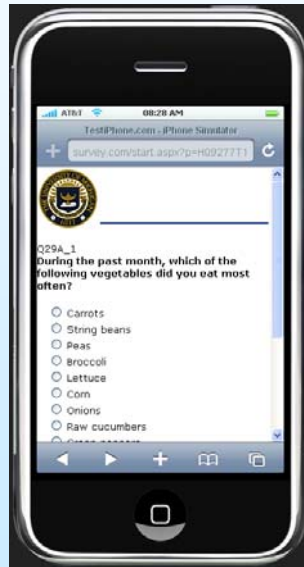 AT&T 08:28 AM
TestiPhone.com - iPhone Simulator
survey.com/start.aspx?p=H09277T1
Q29A_1
During the past month, which of the
following vegetables did you eat most
often?
Carrots
String beans
Peas
Broccoli
Lettuce
Corn
Onions
Raw cucumbers